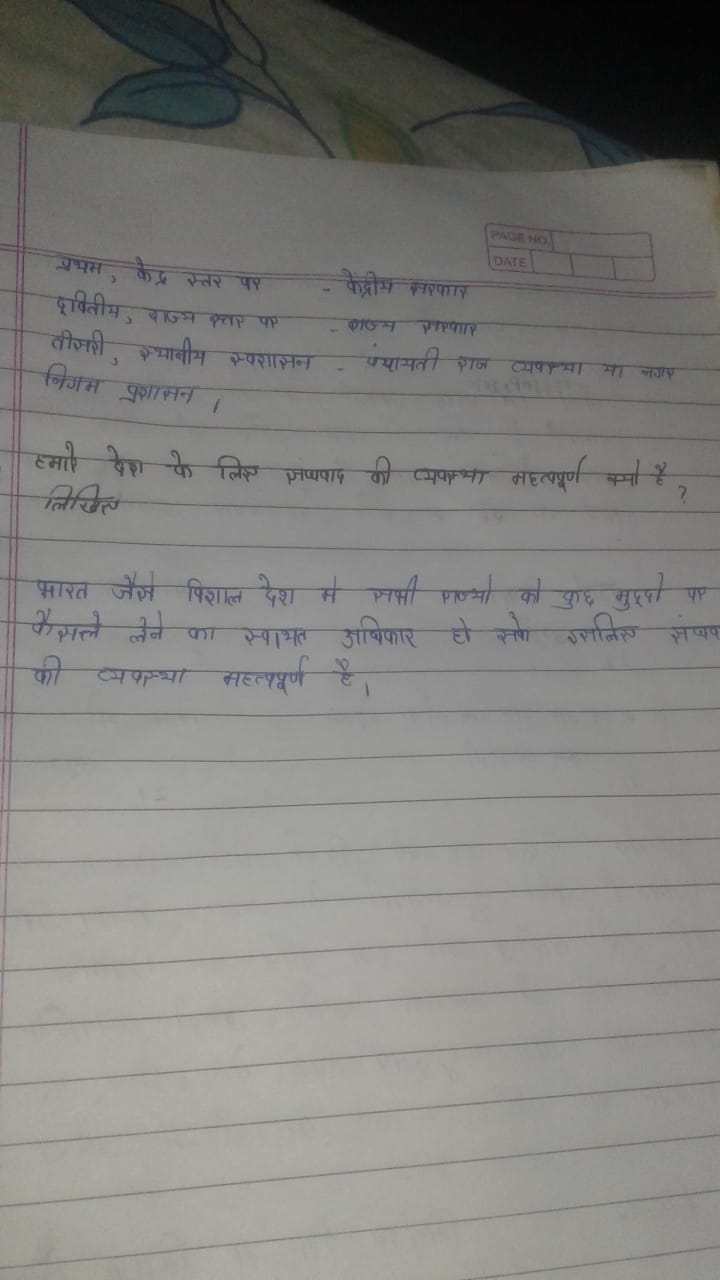 PAGE NO.
DATE
प्रथम, केंद्र स्तर पर - केंद्रीय सरकार
द्वितीय, राज्य स्तर पर - राज्य सरकार
तीसरी, स्थानीय स्वशासन - पंचायती राज व्यवस्था या नगर
निगम प्रशासन ।
हमारे देश के लिए संघवाद की व्यवस्था महत्वपूर्ण क्यों है ?
लिखिए
भारत जैसे विशाल देश मे सभी राज्यो को कुछ मुद्दो पर
फैसले लेने का स्वायत अधिकार हो सके इसलिए
की व्यवस्था महत्वपूर्ण है ।